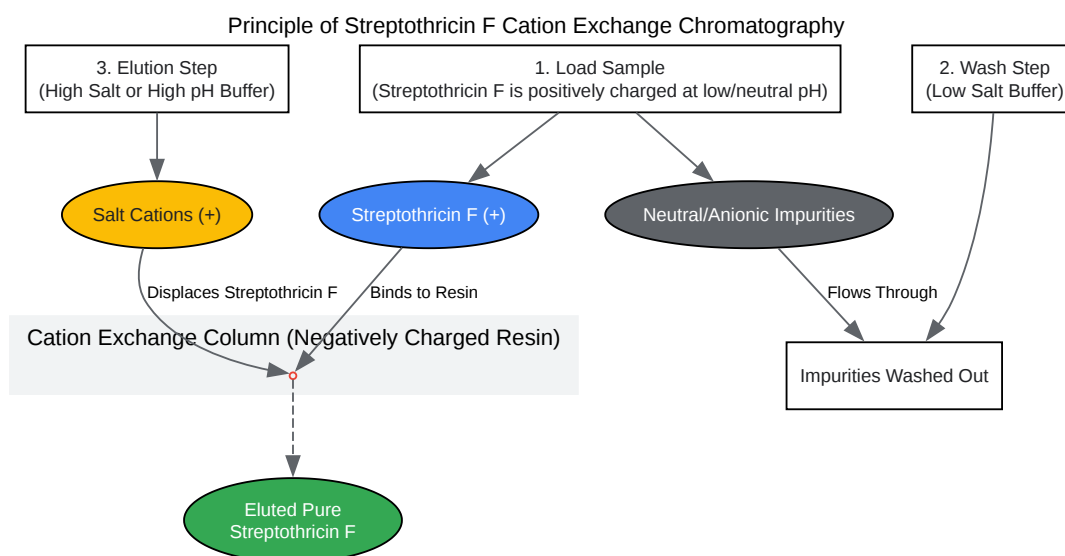 Principle of Streptothricin F Cation Exchange Chromatography
3. Elution Step
(High Salt or High pH Buffer)
1. Load Sample
(Streptothricin F is positively charged at low/neutral pH)
2. Wash Step
(Low Salt Buffer)
Salt Cations (+)
Streptothricin F (+)
Neutral/Anionic Impurities
Displaces Streptothricin F
Binds to Resin
Flows Through
Cation Exchange Column (Negatively Charged Resin)
Impurities Washed Out
Eluted Pure
Streptothricin F